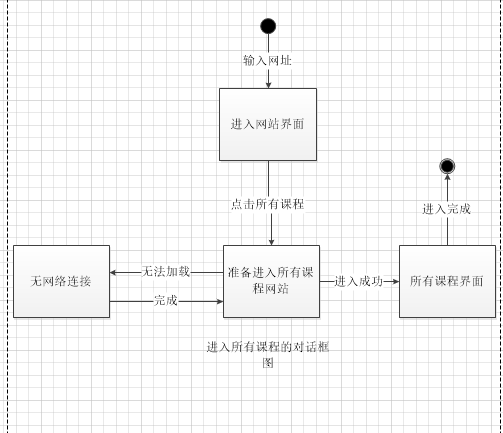 输入网址
进入网站界面
点击所有课程
进入完成
无网络连接
无法加载
完成
准备进入所有课
程网站
进入成功
所有课程界面
进入所有课程的对话框
图